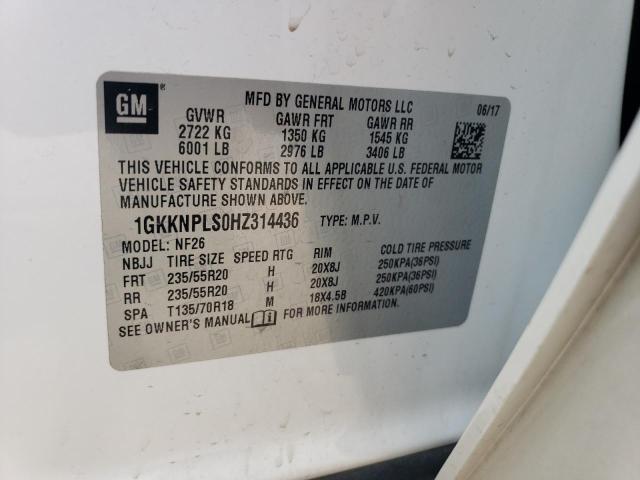 GM ®
MFD BY GENERAL MOTORS LLC 06/17
GVWR GAWR FRT GAWR RR
2722 KG 1350 KG 1545 KG
6001 LB 2976 LB 3406 LB
THIS VEHICLE CONFORMS TO ALL APPLICABLE U.S. FEDERAL MOTOR
VEHICLE SAFETY STANDARDS IN EFFECT ON THE DATE OF
MANUFACTURE SHOWN ABOVE.
1GKKNPLS0HZ314436 TYPE: M.P.V.
MODEL: NF26
NBJJ TIRE SIZE SPEED RTG RIM COLD TIRE PRESSURE
FRT 235/55R20 H 20X8J 250KPA(36PSI)
RR 235/55R20 H 20X8J 250KPA(36PSI)
SPA T135/70R18 M 18X4.5B 420KPA(60PSI)
SEE OWNER'S MANUAL FOR MORE INFORMATION.